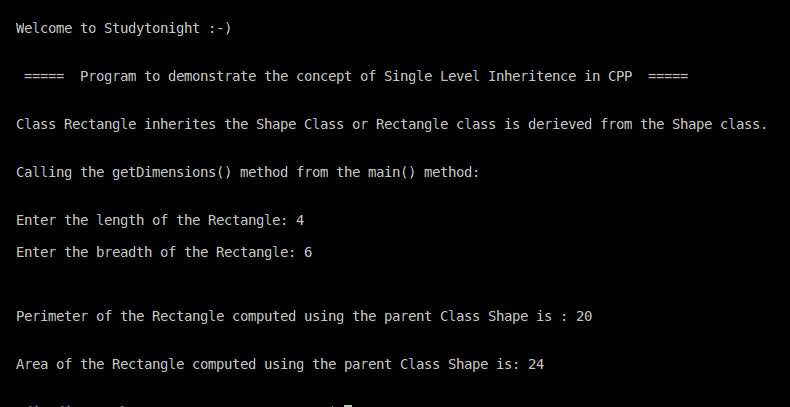 Welcome to Studytonight :-)
===== Program to demonstrate the concept of Single Level Inheritence in CPP =====
Class Rectangle inherites the Shape Class or Rectangle class is derieved from the Shape class.
Calling the getDimensions() method from the main() method:
Enter the length of the Rectangle: 4
Enter the breadth of the Rectangle: 6
Perimeter of the Rectangle computed using the parent Class Shape is : 20
Area of the Rectangle computed using the parent Class Shape is: 24